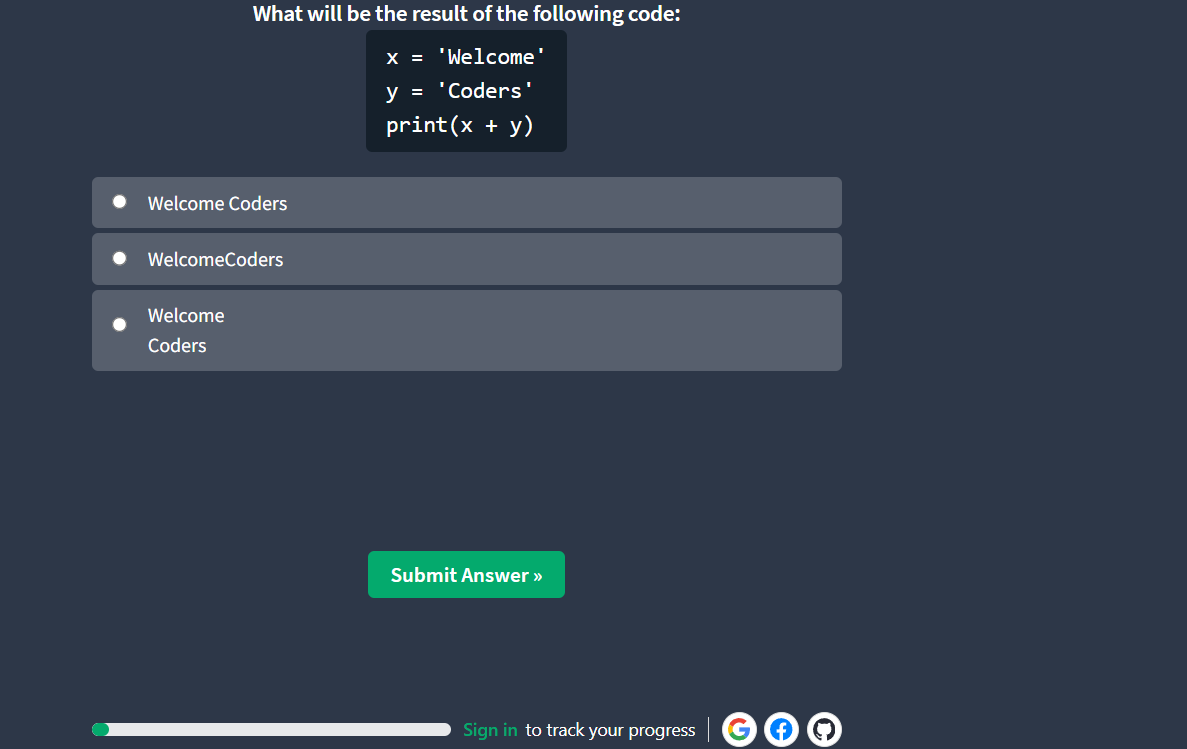 What will be the result of the following code:
x = 'Welcome'
y = 'Coders'
print(x + y)
Welcome Coders
WelcomeCoders
Welcome
Coders
Submit Answer »
Sign in to track your progress